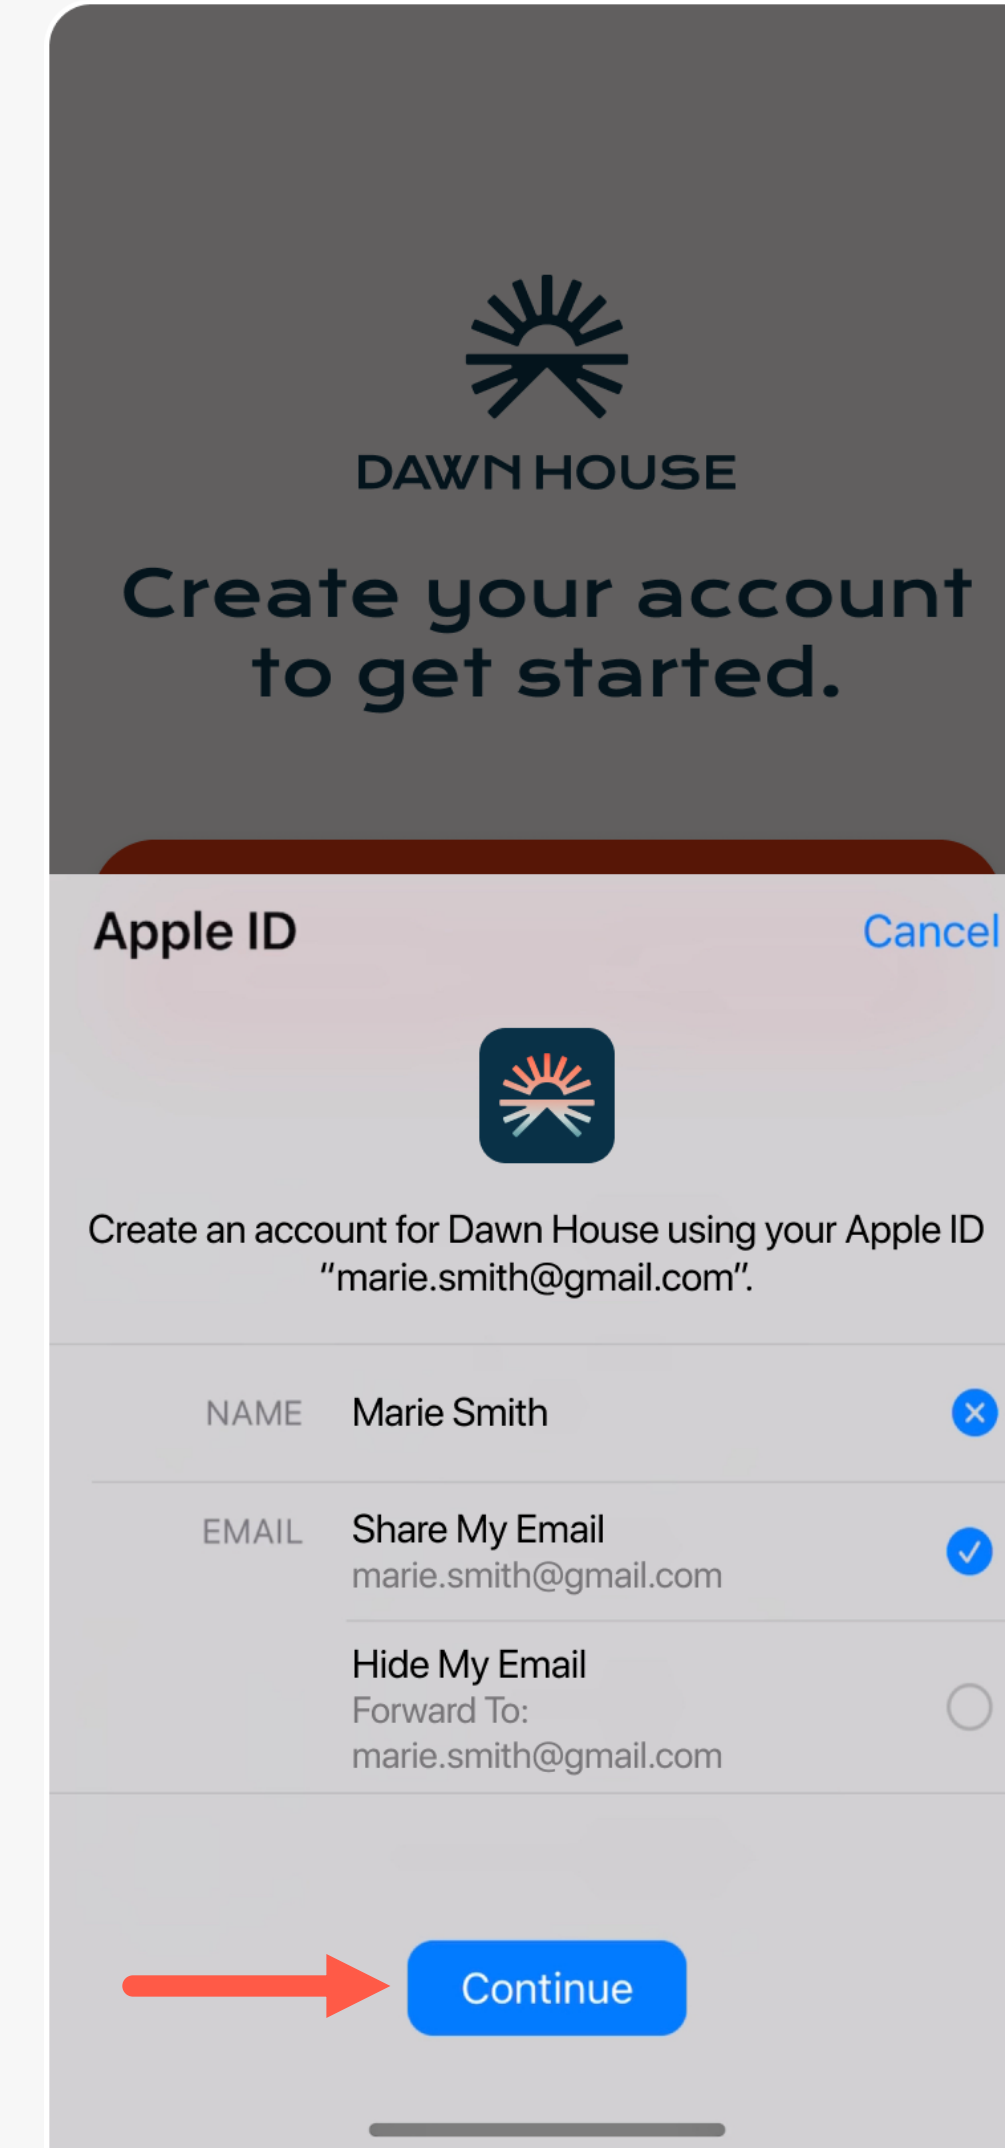 DAWN HOUSE
Create your account
to get started.
Apple ID
Cancel
Create an account for Dawn House using your Apple ID
“marie.smith@gmail.com”.
NAME Marie Smith
EMAIL Share My Email
marie.smith@gmail.com
Hide My Email
Forward To:
marie.smith@gmail.com
Continue